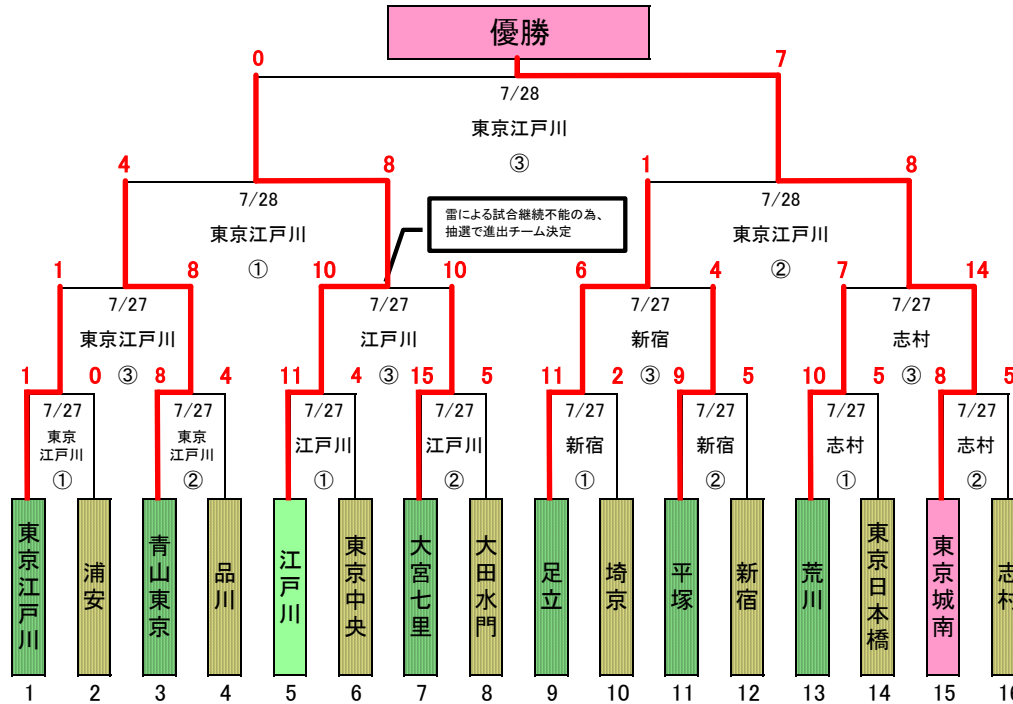 優勝
0 7
7/28
東京江戸川
③
4 8 1 8
7/28 7/28
東京江戸川 東京江戸川
① ②
雷による試合継続不能の為、
抽選で進出チーム決定
1 8 10 10 6 4 7 14
7/27 7/27 7/27 7/27
東京江戸川 江戸川 新宿 志村
③ ③ ③ ③
1 0 8 4 11 4 15 5 11 2 9 5 10 5 8 5
7/27 7/27 7/27 7/27 7/27 7/27 7/27 7/27
東京 東京
江戸川 江戸川 江戸川 江戸川 新宿 新宿 志村 志村
① ② ① ② ① ② ① ②
東京江戸川
浦安
青山東京
品川
江戸川
東京中央
大宮七里
大田水門
足立
埼京
平塚
新宿
荒川
東京日本橋
東京城南
志村
1 2 3 4 5 6 7 8 9 10 11 12 13 14 15 16